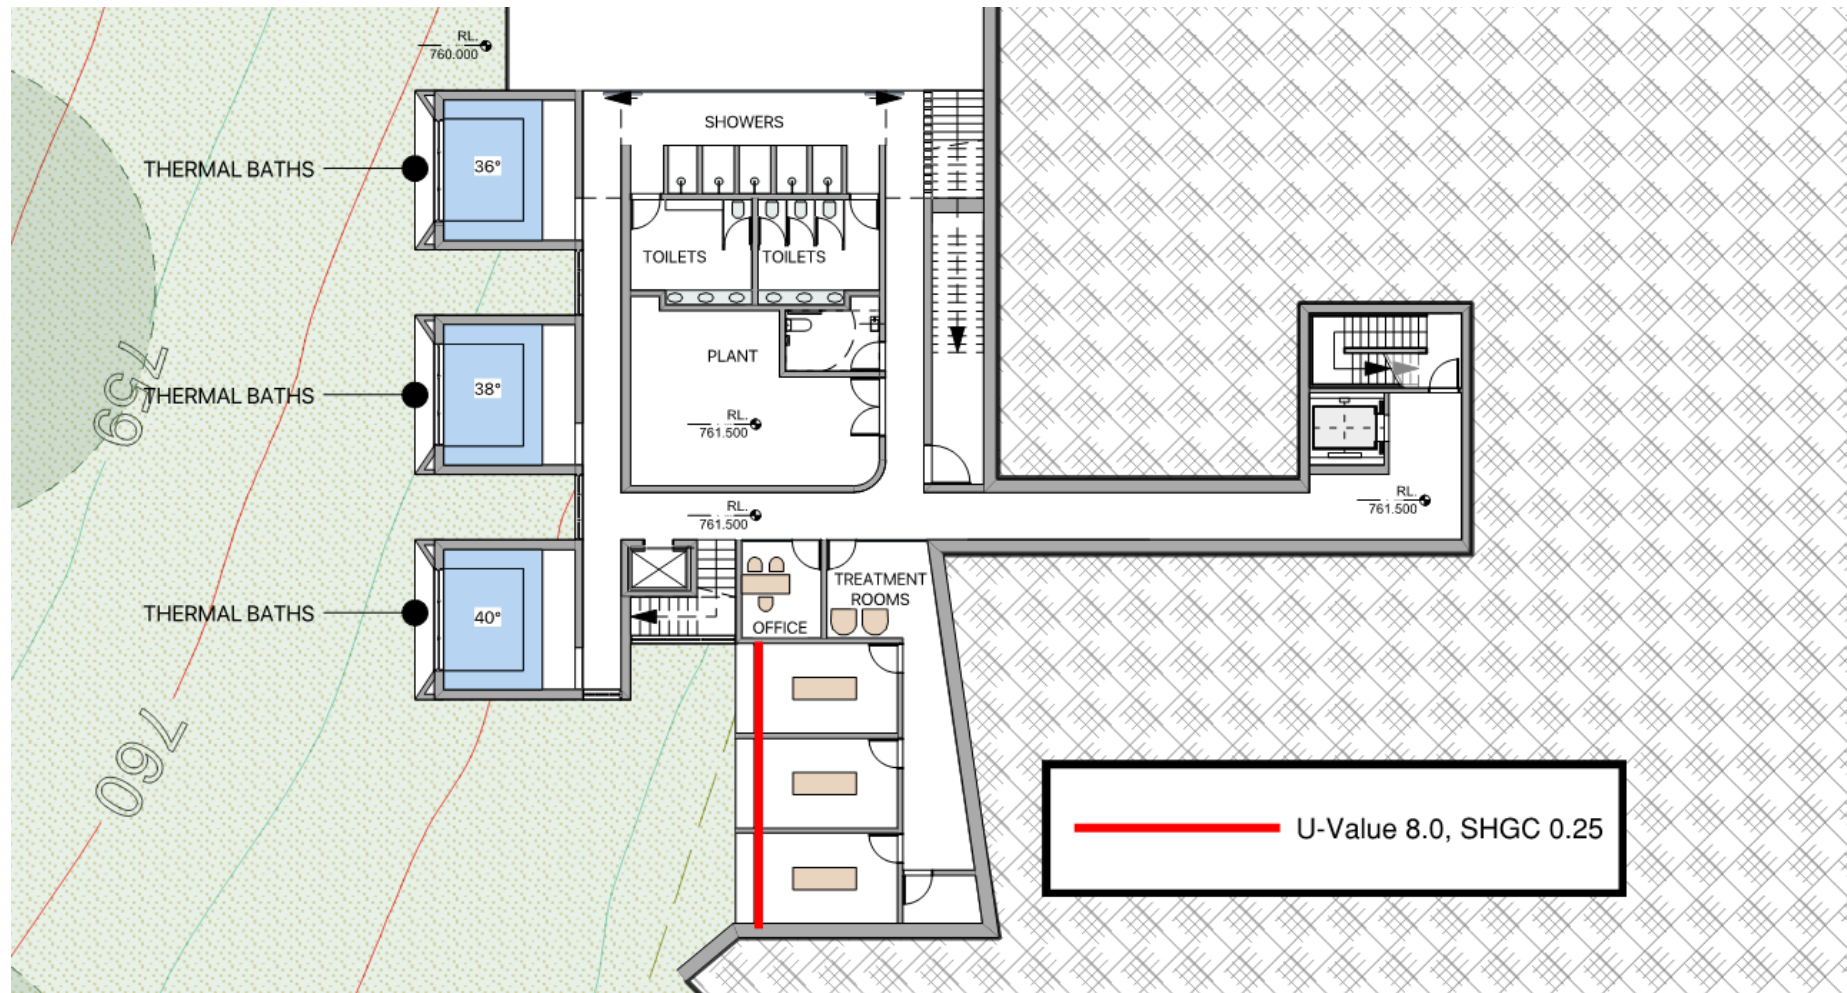 RL.
760.000
SHOWERS
THERMAL BATHS
36°
TOILETS
TOILETS
759
THERMAL BATHS
38°
PLANT
RL.
761.500
RL.
761.500
RL.
761.500
THERMAL BATHS
40°
TREATMENT
ROOMS
OFFICE
760
U-Value 8.0, SHGC 0.25